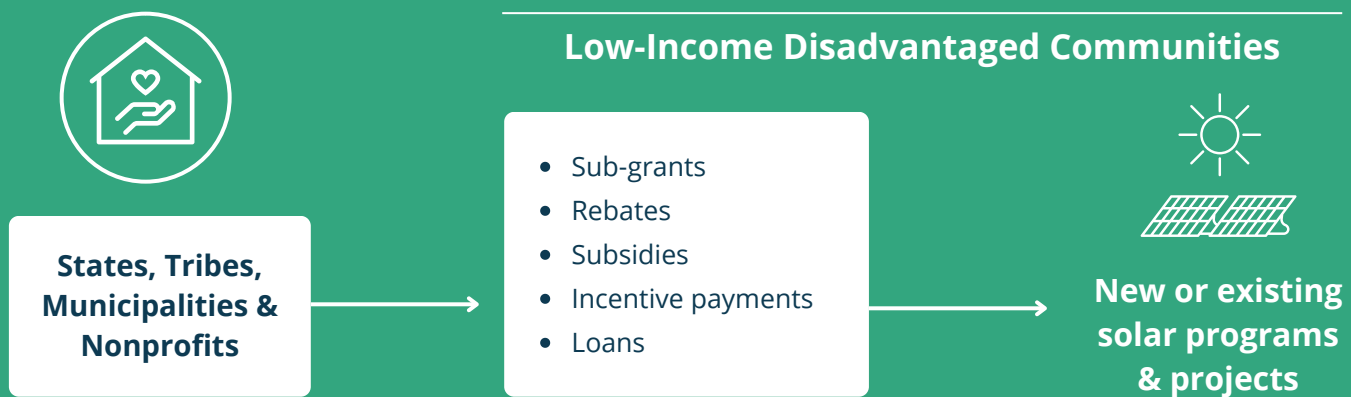 Low-Income Disadvantaged Communities
States, Tribes,
Municipalities &
Nonprofits
• Sub-grants
• Rebates
• Subsidies
• Incentive payments
• Loans
New or existing
solar programs
& projects